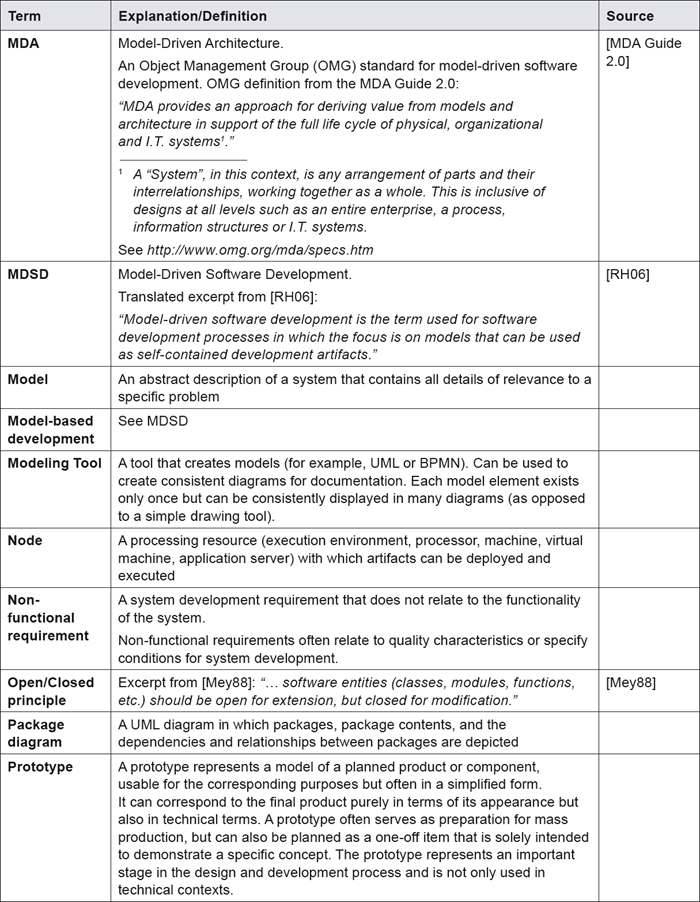 Term Explanation/Definition Source
MDA Model-Driven Architecture. [MDA Guide
2.0]
An Object Management Group (OMG) standard for model-driven software
development. OMG definition from the MDA Guide 2.0:
“MDA provides an approach for deriving value from models and
architecture in support of the full life cycle of physical, organizational
and I.T. systems¹.”
¹ A “System”, in this context, is any arrangement of parts and their
interrelationships, working together as a whole. This is inclusive of
designs at all levels such as an entire enterprise, a process,
information structures or I.T. systems.
See http://www.omg.org/mda/specs.htm
MDSD Model-Driven Software Development. [RH06]
Translated excerpt from [RH06]:
“Model-driven software development is the term used for software
development processes in which the focus is on models that can be used
as self-contained development artifacts.”
Model An abstract description of a system that contains all details of relevance to a
specific problem
Model-based
development
See MDSD
Modeling Tool A tool that creates models (for example, UML or BPMN). Can be used to
create consistent diagrams for documentation. Each model element exists
only once but can be consistently displayed in many diagrams (as opposed
to a simple drawing tool).
Node A processing resource (execution environment, processor, machine, virtual
machine, application server) with which artifacts can be deployed and
executed
Non-
functional
requirement
A system development requirement that does not relate to the functionality
of the system.
Non-functional requirements often relate to quality characteristics or specify
conditions for system development.
Open/Closed
principle
Excerpt from [Mey88]: “… software entities (classes, modules, functions,
etc.) should be open for extension, but closed for modification.”
[Mey88]
Package
diagram
A UML diagram in which packages, package contents, and the
dependencies and relationships between packages are depicted
Prototype A prototype represents a model of a planned product or component,
usable for the corresponding purposes but often in a simplified form.
It can correspond to the final product purely in terms of its appearance but
also in technical terms. A prototype often serves as preparation for mass
production, but can also be planned as a one-off item that is solely intended
to demonstrate a specific concept. The prototype represents an important
stage in the design and development process and is not only used in
technical contexts.